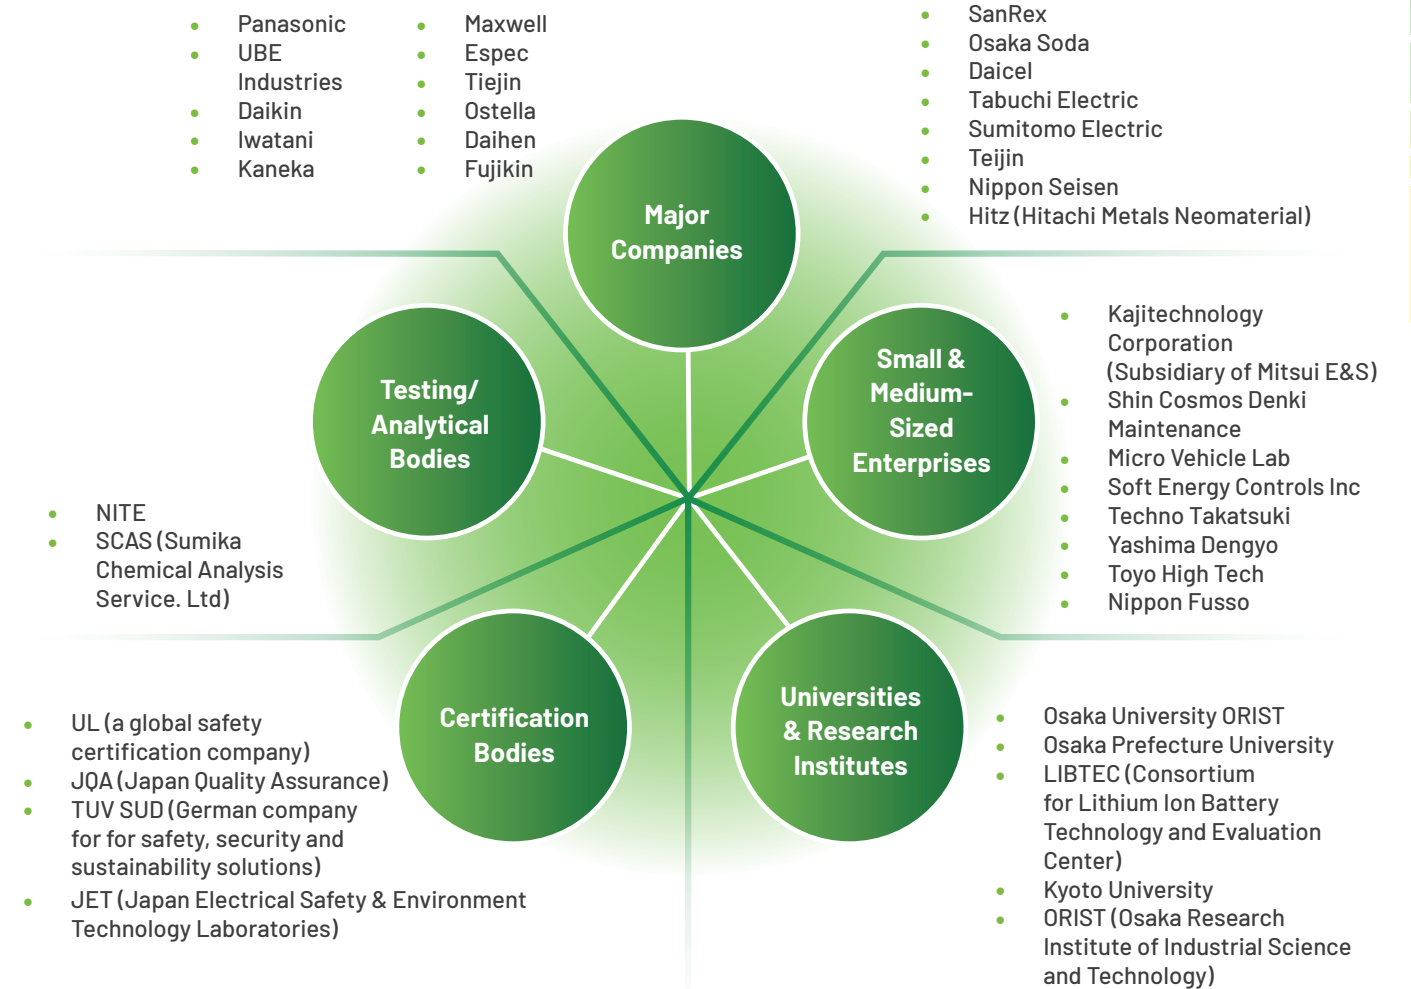 Panasonic
UBE
Industries
Daikin
Iwatani
Kaneka
Maxwell
Espec
Tiejin
Ostella
Daihen
Fujikin
SanRex
Osaka Soda
Daicel
Tabuchi Electric
Sumitomo Electric
Teijin
Nippon Seisen
Hitz (Hitachi Metals Neomaterial)
Major
Companies
Testing/
Analytical
Bodies
Small &
Medium-
Sized
Enterprises
Kajitechnology
Corporation
(Subsidiary of Mitsui E&S)
Shin Cosmos Denki
Maintenance
Micro Vehicle Lab
Soft Energy Controls Inc
Techno Takatsuki
Yashima Dengyo
Toyo High Tech
Nippon Fusso
NITE
SCAS (Sumika
Chemical Analysis
Service. Ltd)
Certification
Bodies
Universities
& Research
Institutes
UL (a global safety
certification company)
JQA (Japan Quality Assurance)
TUV SUD (German company
for for safety, security and
sustainability solutions)
JET (Japan Electrical Safety & Environment
Technology Laboratories)
Osaka University ORIST
Osaka Prefecture University
LIBTEC (Consortium
for Lithium Ion Battery
Technology and Evaluation
Center)
Kyoto University
ORIST (Osaka Research
Institute of Industrial Science
and Technology)